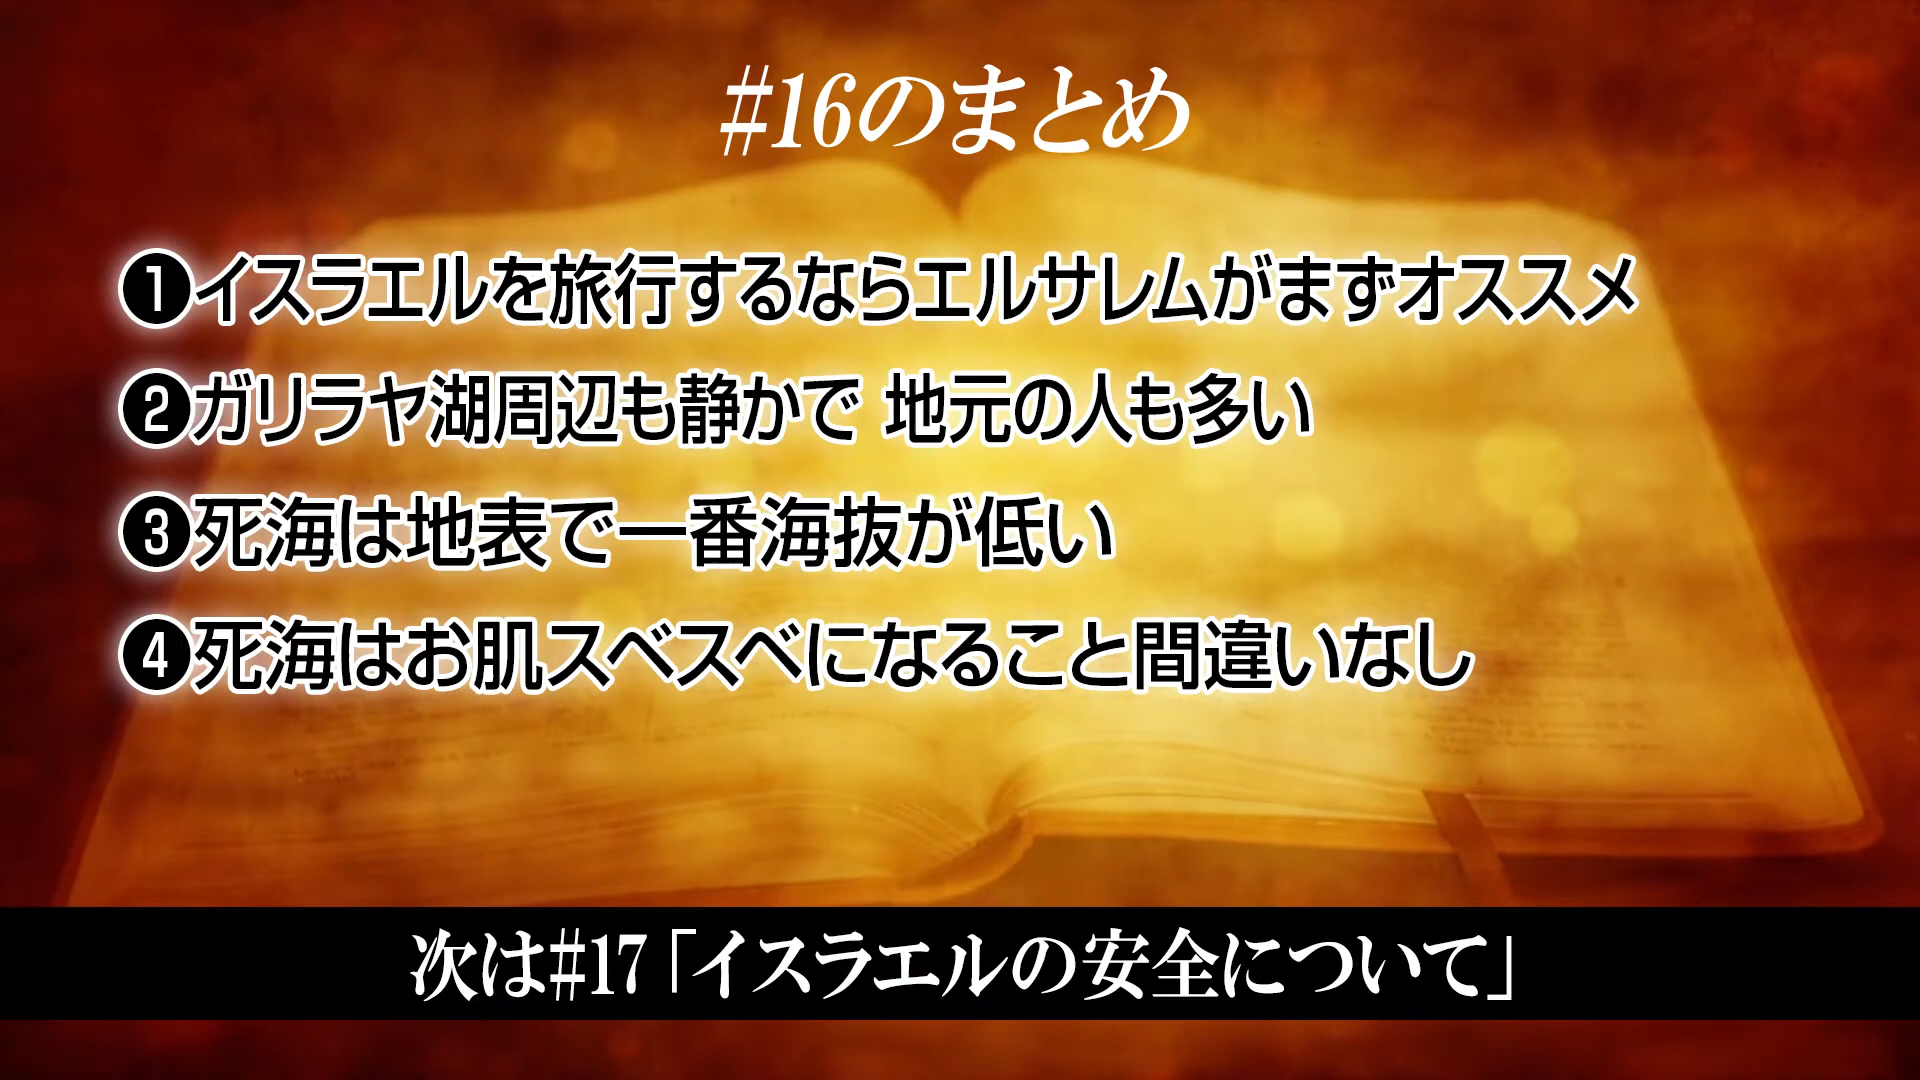 #16のまとめ
❶イスラエルを旅行するならエルサレムがまずオススメ
❷ガリラヤ湖周辺も静かで 地元の人も多い
❸死海は地表で一番海抜が低い
❹死海はお肌スベスベになること間違いなし
次は#17「イスラエルの安全について」